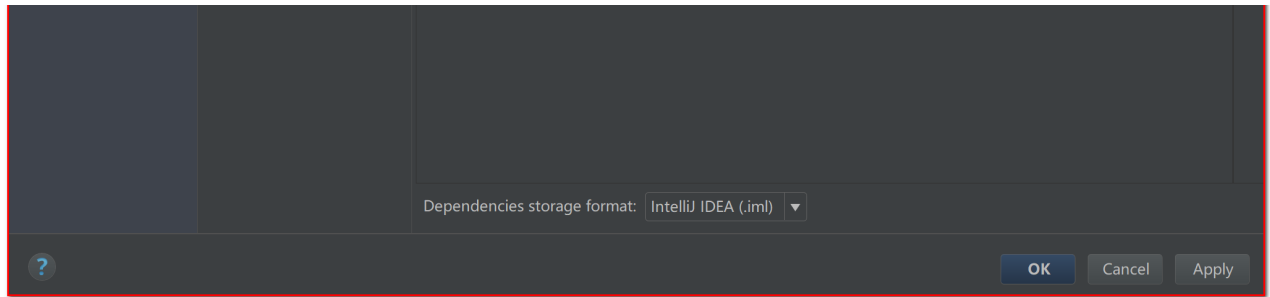 Dependencies storage format: IntelliJ IDEA (.iml)
? OK Cancel Apply